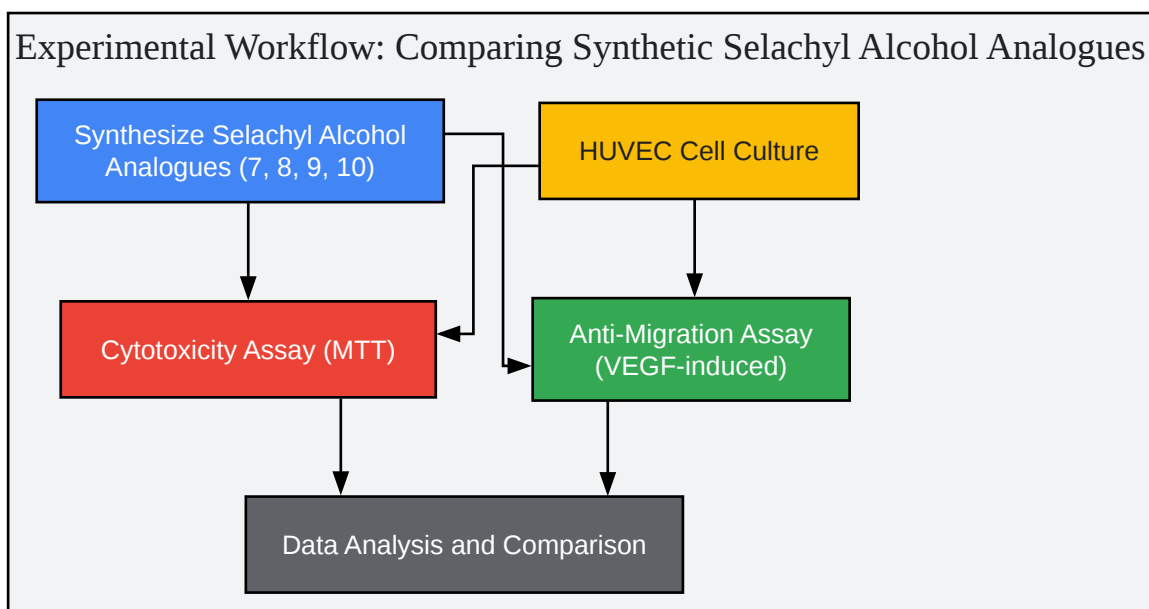 Experimental Workflow: Comparing Synthetic Selachyl Alcohol Analogues
Synthesize Selachyl Alcohol
Analogues (7, 8, 9, 10)
HUVEC Cell Culture
Cytotoxicity Assay (MTT)
Anti-Migration Assay
(VEGF-induced)
Data Analysis and Comparison